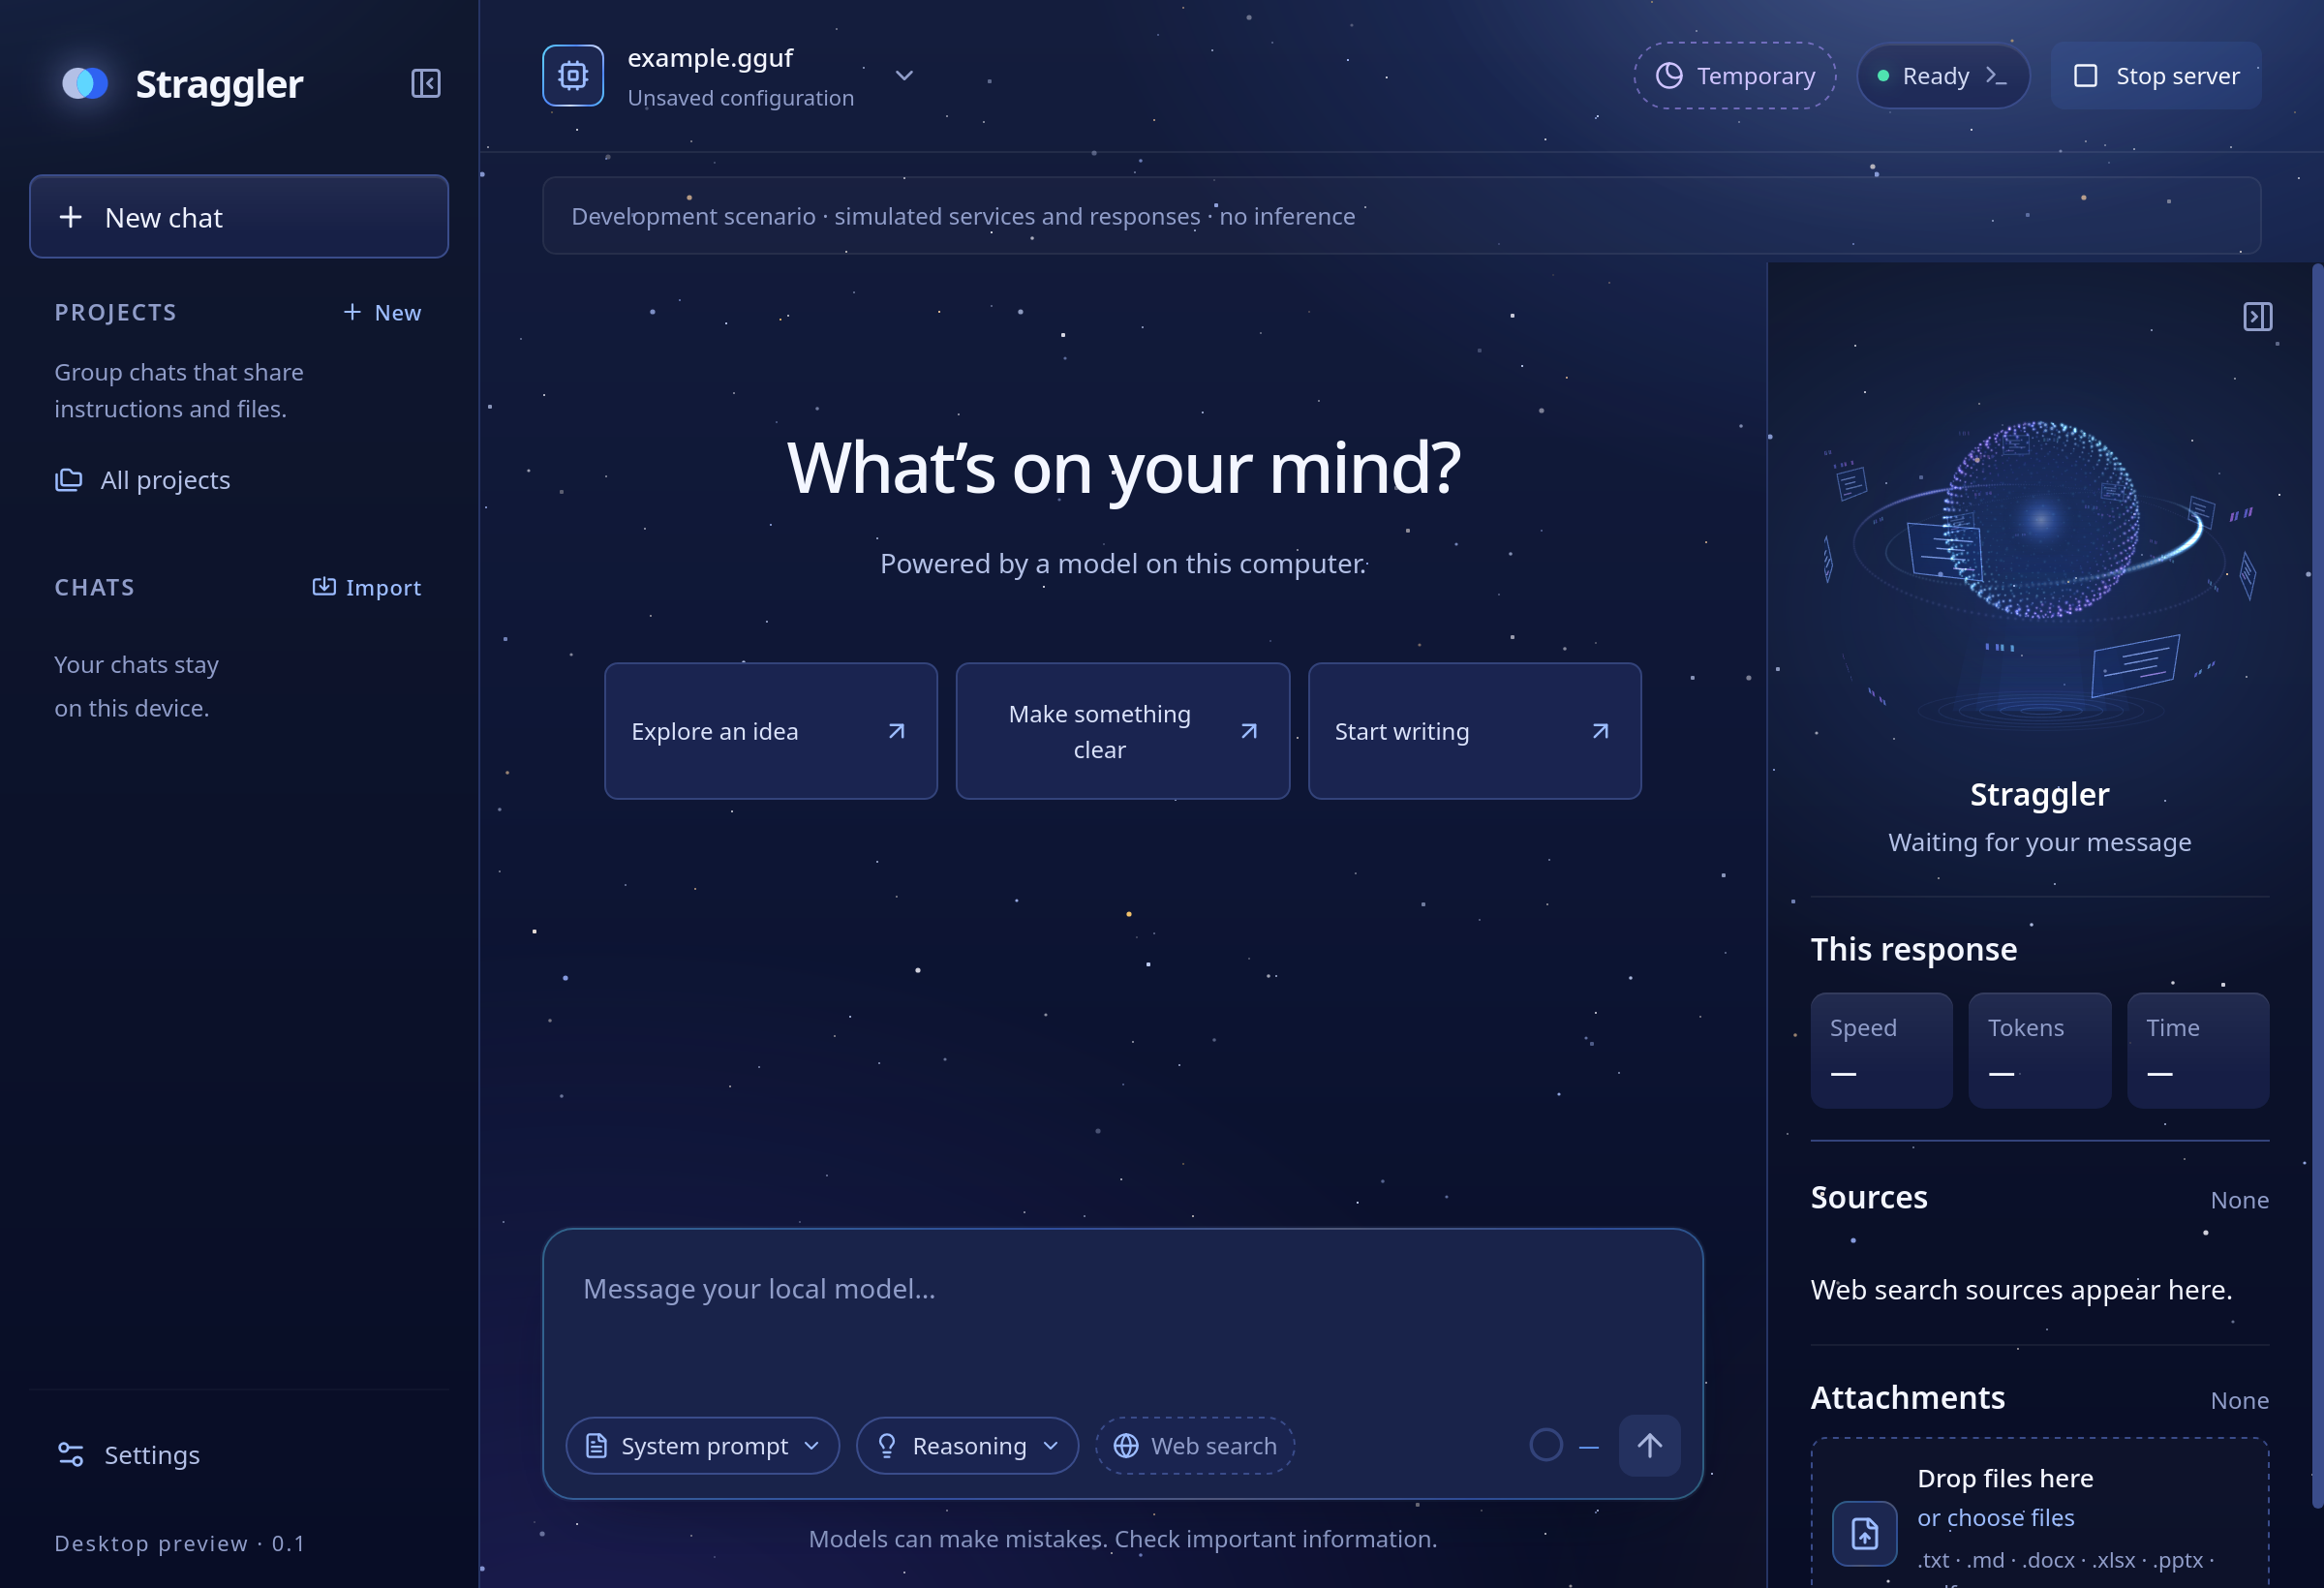 Straggler
New chat
PROJECTS
New
Group chats that share
instructions and files.
All projects
CHATS
Import
Your chats stay
on this device.
Settings
Desktop preview · 0.1
example.gguf
Unsaved configuration
Temporary
Ready
Stop server
Development scenario · simulated services and responses · no inference
What’s on your mind?
Powered by a model on this computer.
Explore an idea
Make something
clear
Start writing
Message your local model…
System prompt
Reasoning
Web search
—
Models can make mistakes. Check important information.
Straggler
Waiting for your message
This response
Speed
—
Tokens
—
Time
—
Sources
None
Web search sources appear here.
Attachments
None
Drop files here
or choose files
.txt · .md · .docx · .xlsx · .pptx ·